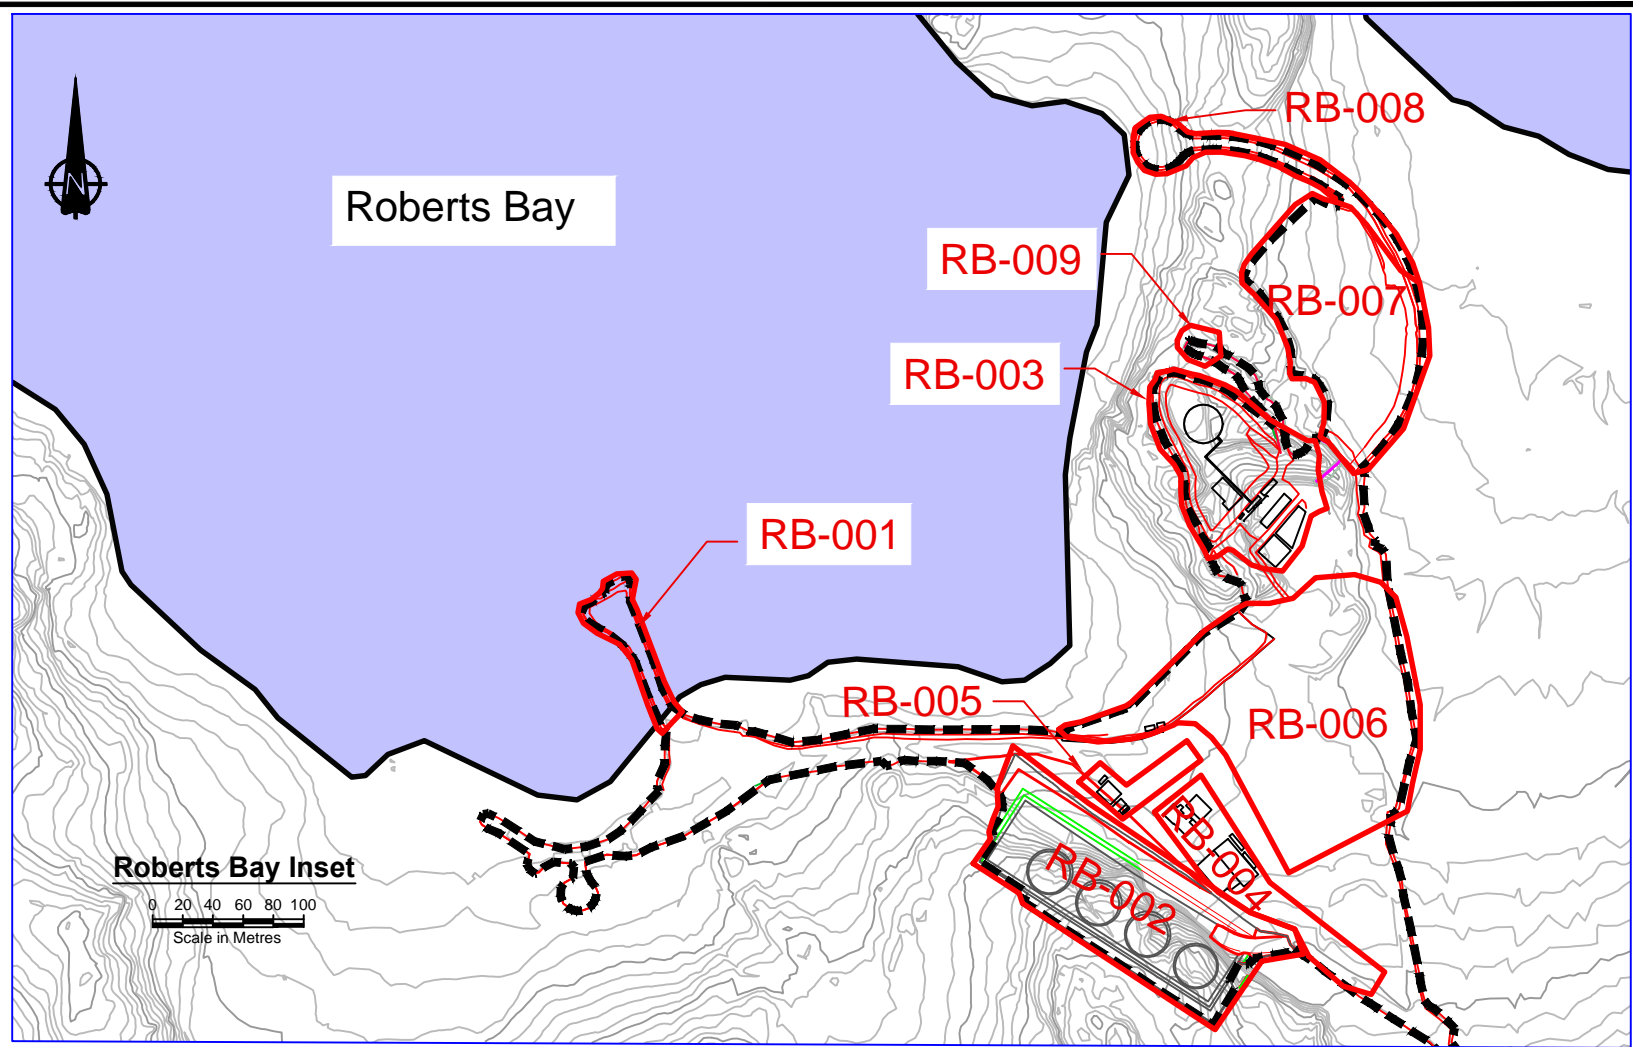 RB-008
N
Roberts Bay
RB-009
RB-007
RB-003
RB-001
RB-005
RB-006
RB-004
RB-002
Roberts Bay Inset
0 20 40 60 80 100
Scale in Metres